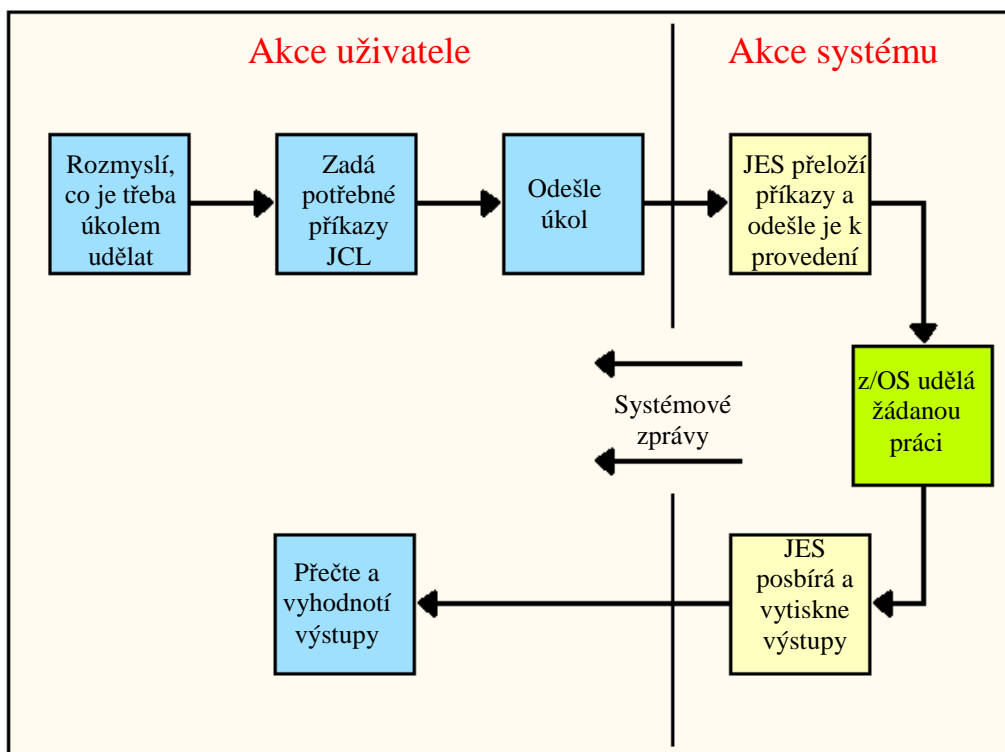 Akce uživatele
Akce systému
Rozmyslí,
co je třeba
úkolem
udělat
Zadá
potřebné
příkazy
JCL
Odešle
úkol
JES přeloží
příkazy a
odešle je k
provedení
z/OS udělá
žádanou
práci
Systémové
zprávy
JES
posbírá a
vytiskne
výstupy
Přečte a
vyhodnotí
výstupy